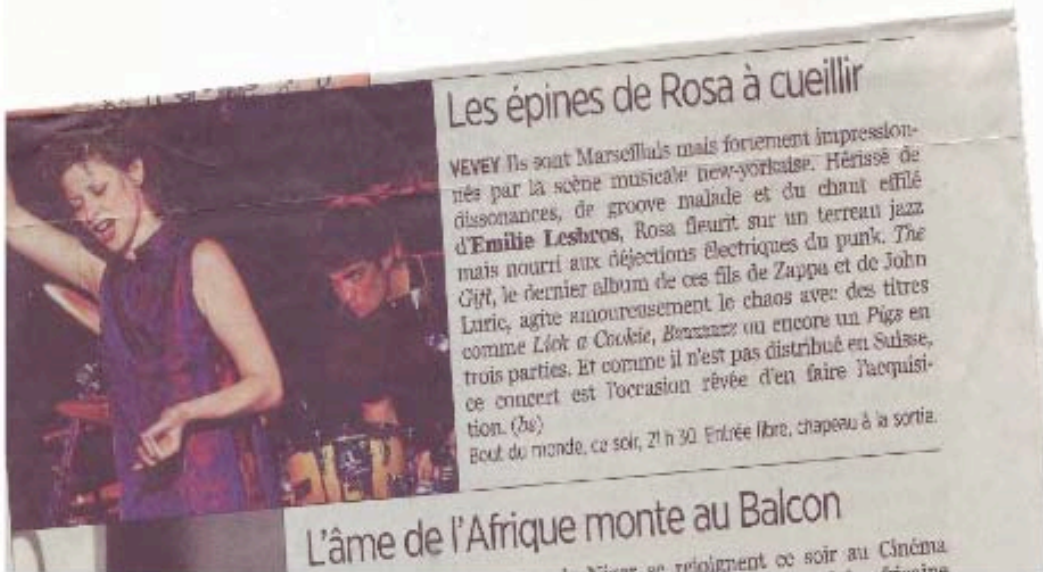 Les épines de Rosa à cueillir
VEVEY Ils sont Marseillais mais fortement impression-
nés par la scène musicale new-yorkaise. Hérissé de
dissonances, de groove malade et du chant effilé
d'Emilie Lesbros, Rosa fleurit sur un terreau jazz
mais nourri aux déjections électriques du punk. The
Gift, le dernier album de ces fils de Zappa et de John
Lurie, agite amoureusement le chaos avec des titres
comme Lick a Cookie, ou encore un Pigs en
trois parties. Et comme il n'est pas distribué en Suisse,
ce concert est l'occasion rêvée d'en faire l'acquisi-
tion. (bs)
Bout du monde, ce soir, 21 h 30. Entrée libre, chapeau à la sortie.
L'âme de l'Afrique monte au Balcon
Niger se rejoignent ce soir au Cinéma